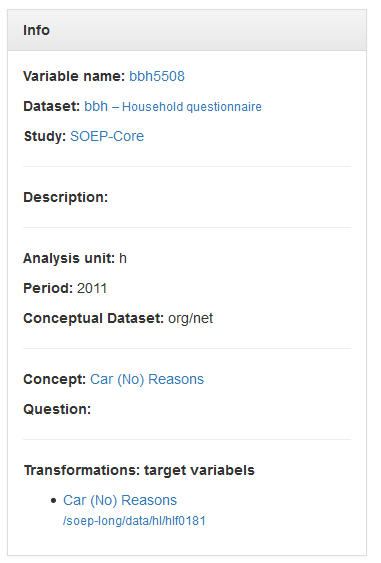 Info
Variable name: bbh5508
Dataset: bbh – Household questionnaire
Study: SOEP-Core
Description:
Analysis unit: h
Period: 2011
Conceptual Dataset: org/net
Concept: Car (No) Reasons
Question:
Transformations: target variabels
• Car (No) Reasons
/soep-long/data/hl/hlf0181